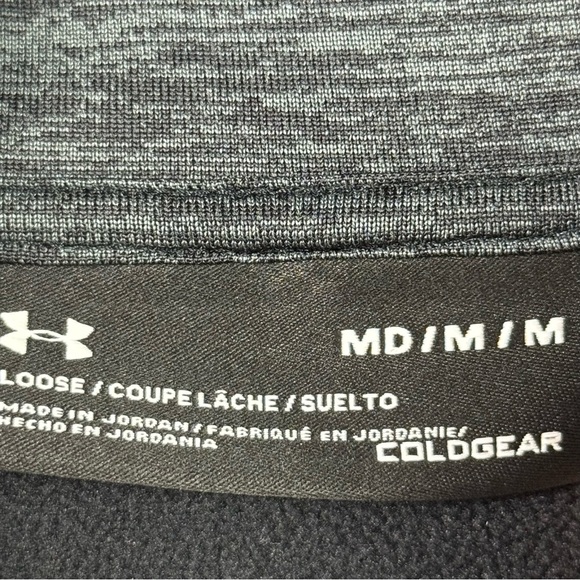 MD/M/M
LOOSE / COUPE LÂCHE / SUELTO
MADE IN JORDAN / FABRIQUÉ EN JORDANIE/
HECHO EN JORDANIA
COLDGEAR